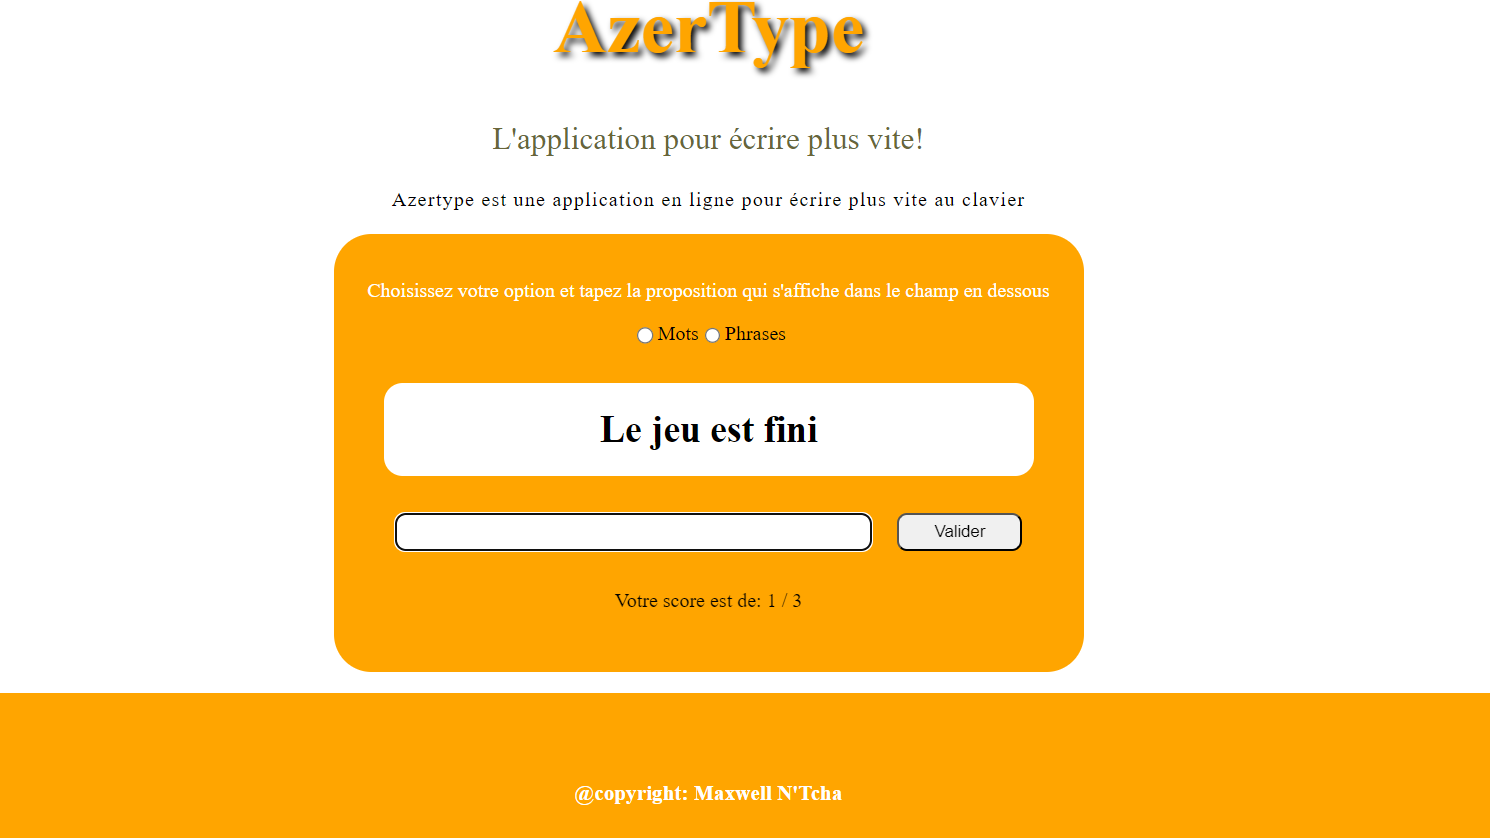 AzerType
L'application pour écrire plus vite!
Azertype est une application en ligne pour écrire plus vite au clavier
Choisissez votre option et tapez la proposition qui s'affiche dans le champ en dessous
Mots Phrases
Le jeu est fini
Valider
Votre score est de: 1 / 3
@copyright: Maxwell N'Tcha